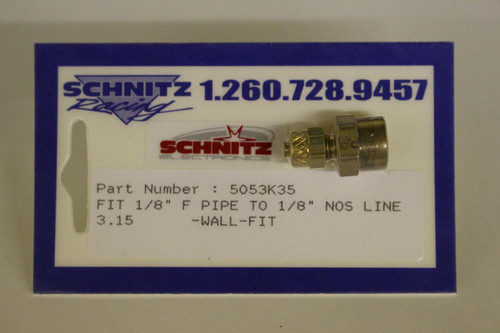 SCHNITZ 1.260.728.9457
Racing
SCHNITZ
ELECTRONICS
Part Number : 5053K35
FIT 1/8" F PIPE TO 1/8" NOS LINE
3.15 -WALL-FIT